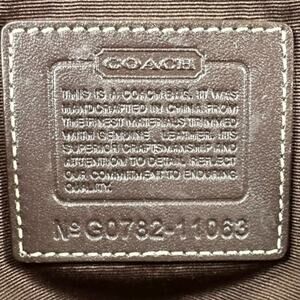 COACH
THIS IS A COACH BAG. IT WAS
HANDCRAFTED IN CHINA FROM
THE FINEST MATERIALS TRIMMED
WITH GENUINE LEATHER. ITS
SUPERIOR CRAFTSMANSHIP AND
ATTENTION TO DETAIL REFLECT
OUR COMMITMENT TO ENDURING
QUALITY.
Nº G0782-11063